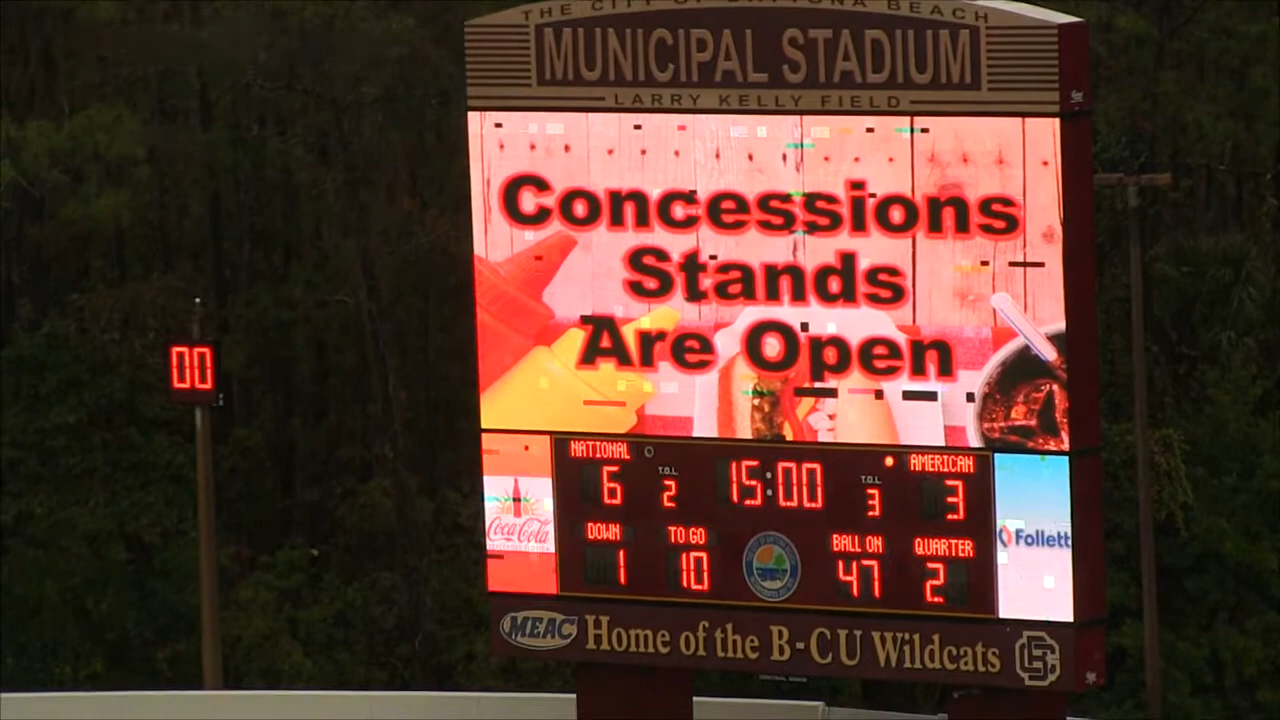 THE CITY OF DAYTONA BEACH
MUNICIPAL STADIUM
LARRY KELLY FIELD
Concessions
Stands
Are Open
00
NATIONAL
AMERICAN
6
T.O.L.
2
15:00
T.O.L.
3
3
Coca-Cola
Follett
DOWN
TO GO
BALL ON
QUARTER
1
10
47
2
MEAC
Home of the B-CU Wildcats